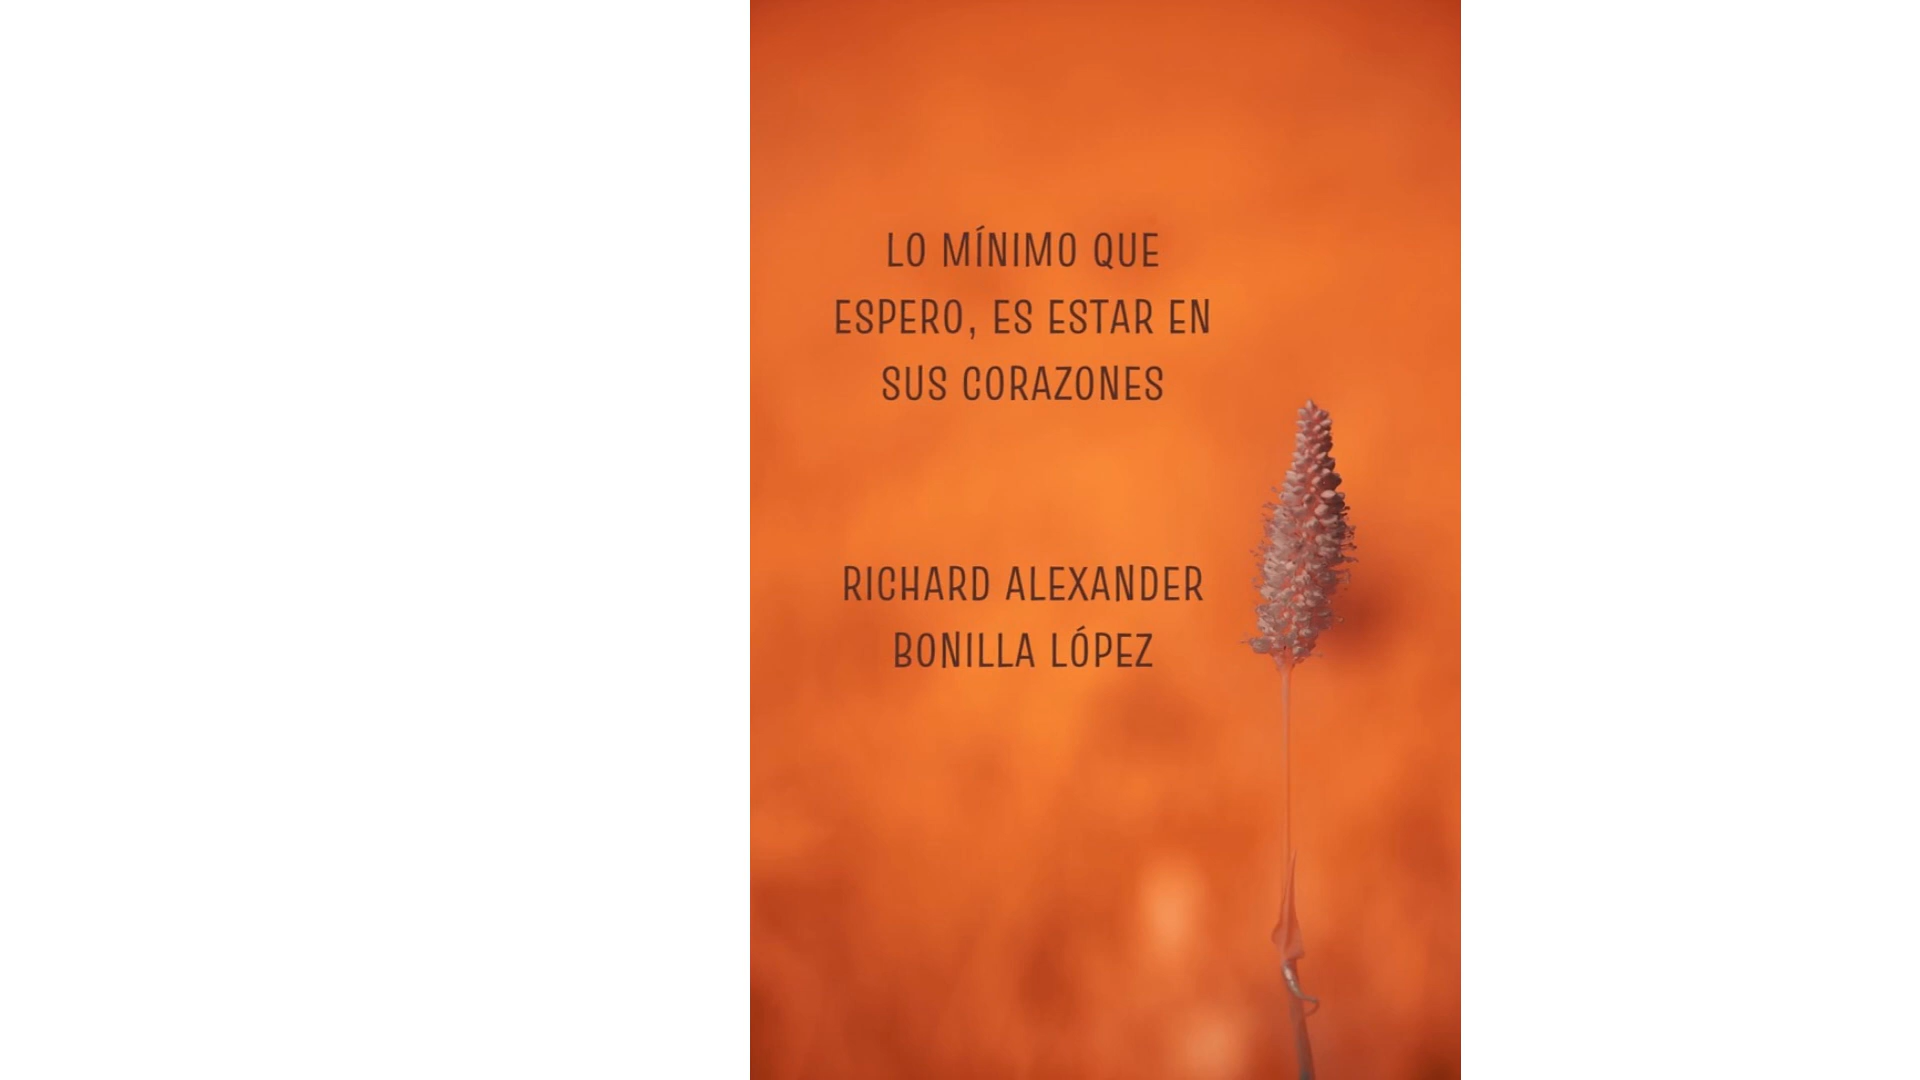 LO MÍNIMO QUE
ESPERO, ES ESTAR EN
SUS CORAZONES
RICHARD ALEXANDER
BONILLA LÓPEZ